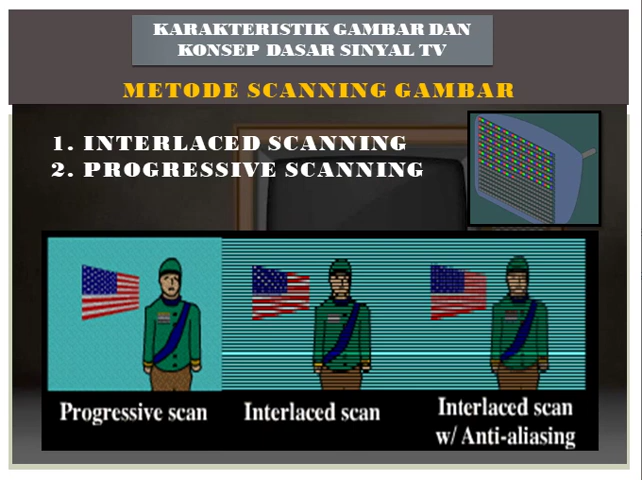 KARAKTERISTIK GAMBAR DAN
KONSEP DASAR SINYAL TV
METODE SCANNING GAMBAR
1. INTERLACED SCANNING
2. PROGRESSIVE SCANNING
Progressive scan
Interlaced scan
Interlaced scan
w/ Anti-aliasing